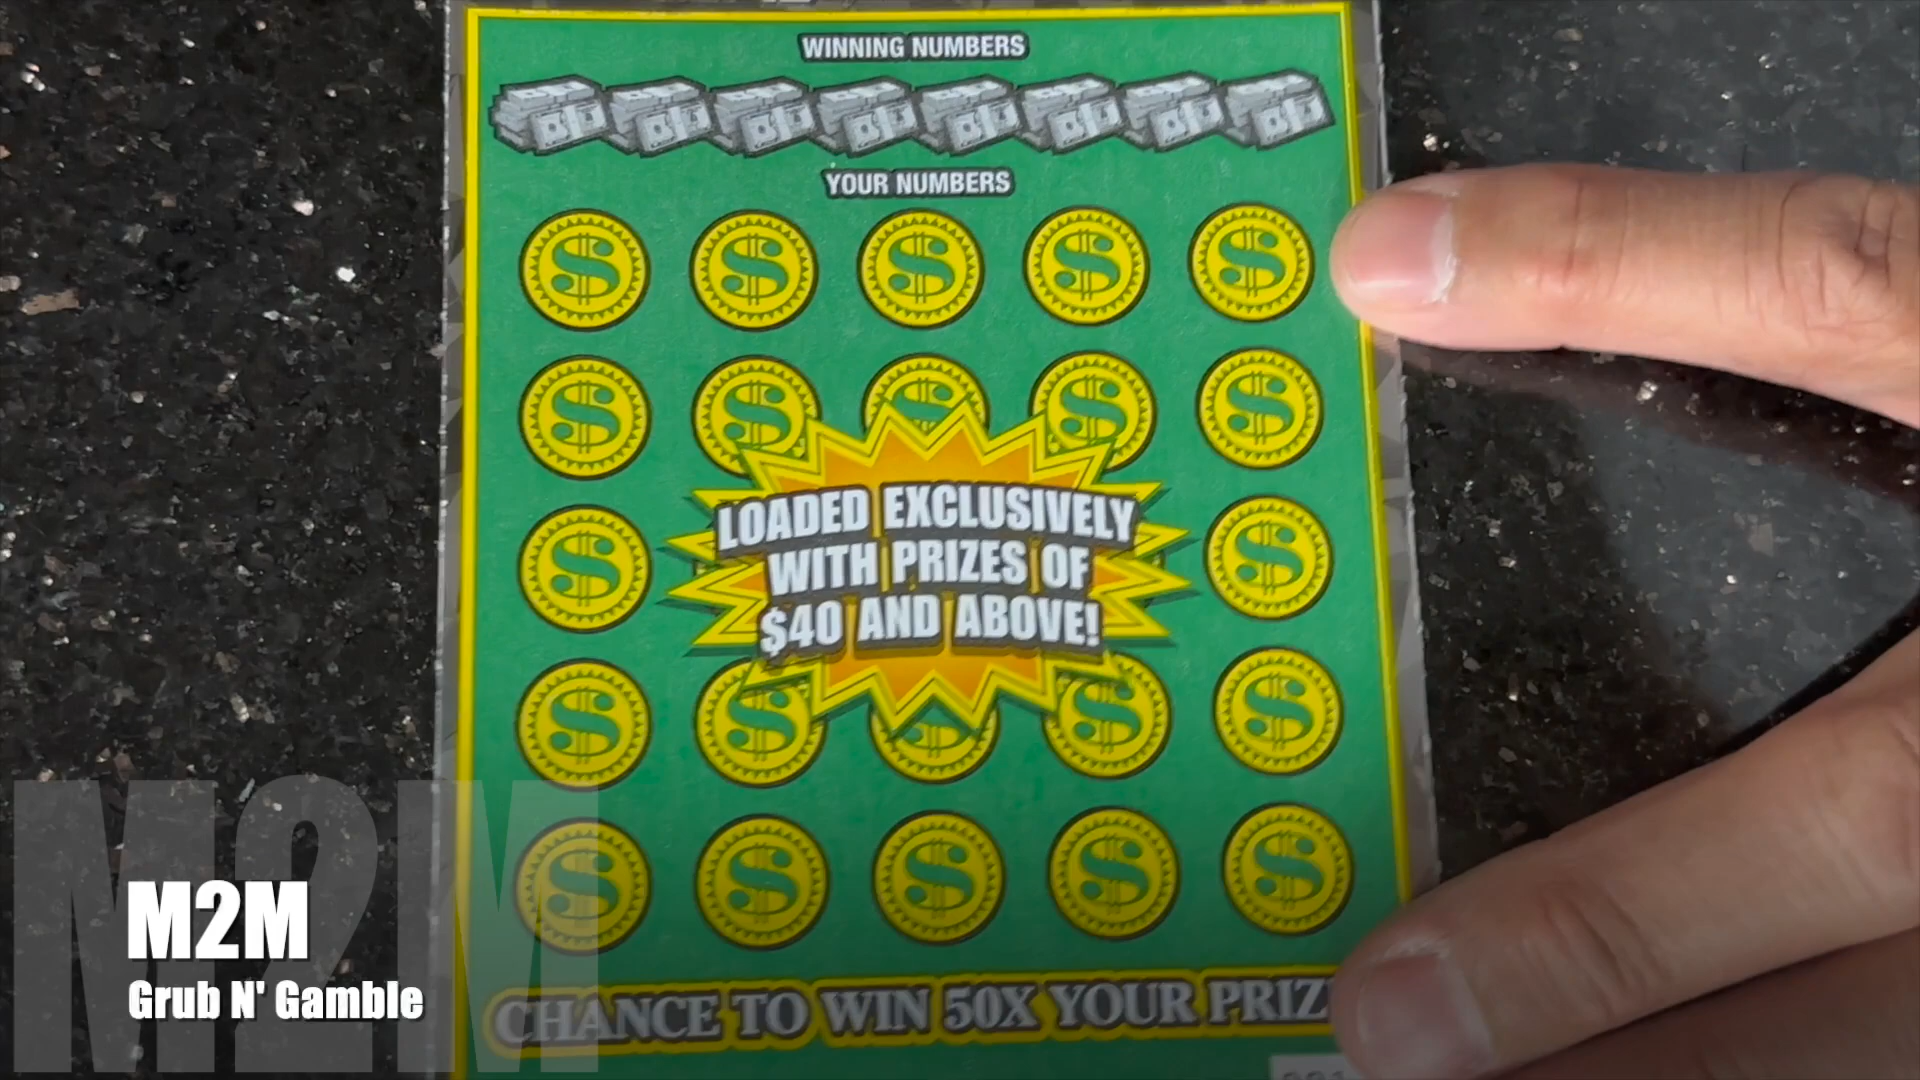 WINNING NUMBERS
YOUR NUMBERS
LOADED EXCLUSIVELY
WITH PRIZES OF
$40 AND ABOVE!
CHANCE TO WIN 50X YOUR
M2M
M2M
Grub N' Gamble